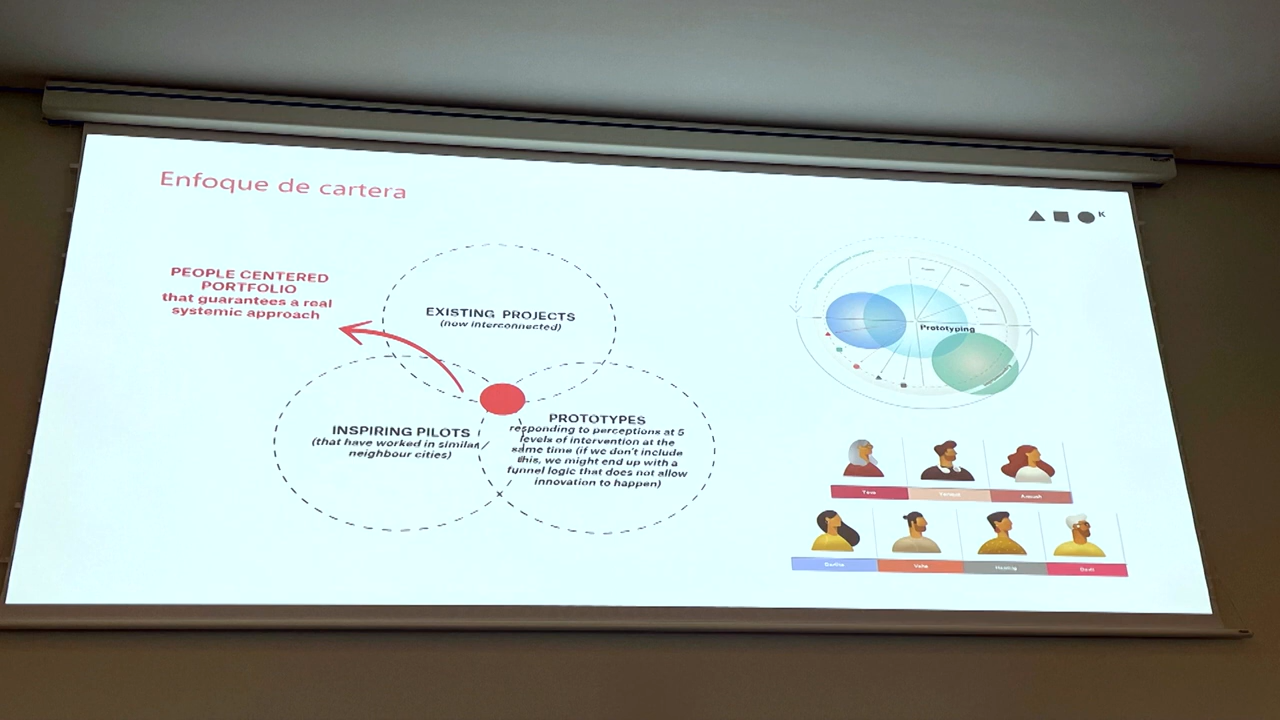 Enfoque de cartera
K
PEOPLE CENTERED
PORTFOLIO
that guarantees a real
systemic approach
EXISTING PROJECTS
(now interconnected)
INSPIRING PILOTS
(that have worked in similar/
neighbour cities)
PROTOTYPES
responding to perceptions at 5
levels of intervention at the
same time (if we don't include
this, we might end up with a
funnel logic that does not allow
innovation to happen)
Prototyping